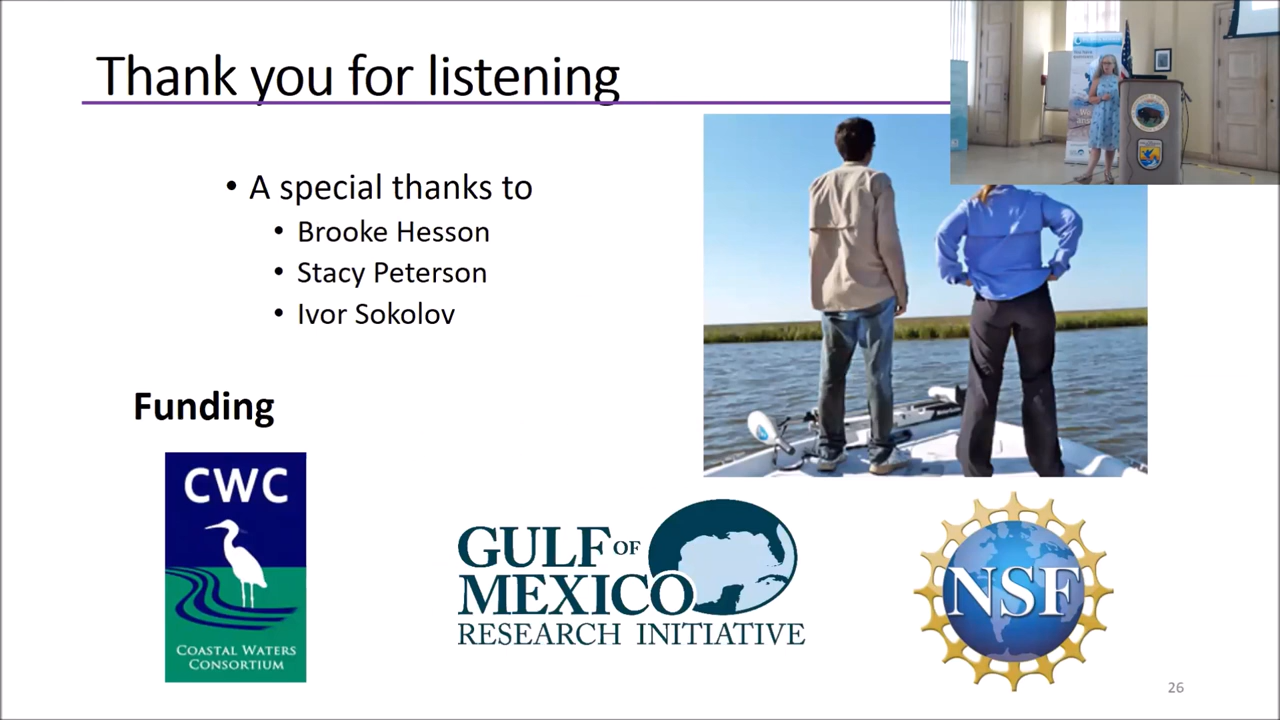 Thank you for listening
• A special thanks to
• Brooke Hesson
• Stacy Peterson
• Ivor Sokolov
Funding
CWC
COASTAL WATERS
CONSORTIUM
GULF OF
MEXICO
RESEARCH INITIATIVE
NSF
26